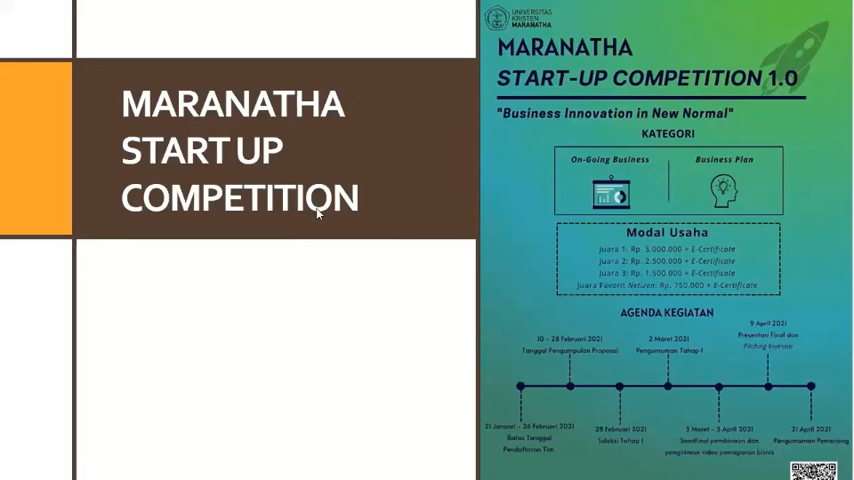 MARANATHA
START UP
COMPETITION
UNIVERSITAS
KRISTEN
MARANATHA
MARANATHA
START-UP COMPETITION 1.0
"Business Innovation in New Normal"
KATEGORI
On-Going Business
Business Plan
Modal Usaha
Juara 1: Rp. 5.000.000 + E-Certificate
Juara 2: Rp. 2.500.000 + E-Certificate
Juara 3: Rp. 1.500.000 + E-Certificate
Juara Favorit Netizen: Rp. 750.000 + E-Certificate
AGENDA KEGIATAN
9 April 2021
Presentasi Final dan
Pitching Investor
10 - 28 Februari 2021
Tanggal Pengumpulan Proposal
2 Maret 2021
Pengumuman Tahap 1
21 Januari - 26 Februari 2021
Batas Tanggal
Pendaftaran Tim
28 Februari 2021
Seleksi Tahap 1
3 Maret - 3 April 2021
Semifinal pembinaan dan
pengiriman video pemaparan bisnis
21 April 2021
Pengumuman Pemenang